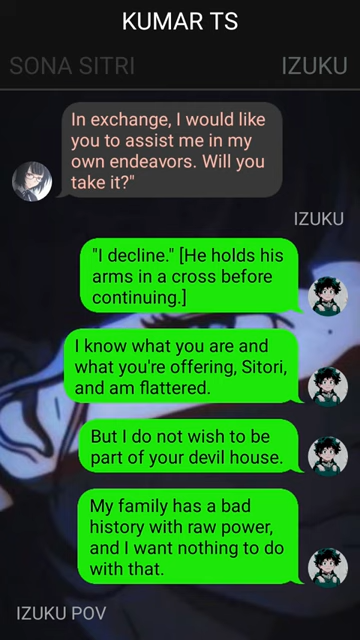 KUMAR TS
SONA SITRI
IZUKU
In exchange, I would like
you to assist me in my
own endeavors. Will you
take it?"
IZUKU
"I decline." [He holds his
arms in a cross before
continuing.]
I know what you are and
what you're offering, Sitori,
and am flattered.
But I do not wish to be
part of your devil house.
My family has a bad
history with raw power,
and I want nothing to do
with that.
IZUKU POV